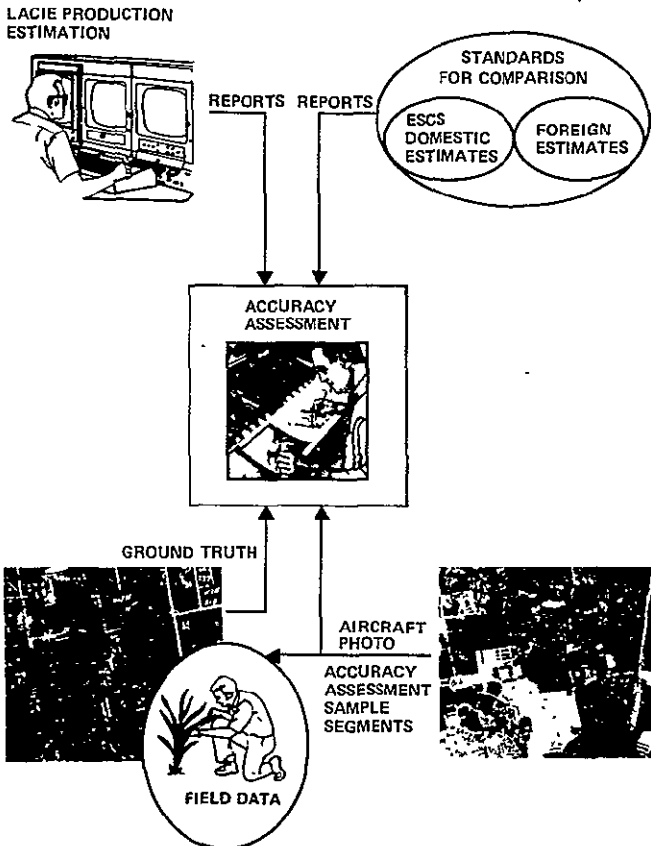 LACIE PRODUCTION
ESTIMATION
REPORTS
REPORTS
STANDARDS
FOR COMPARISON
ESCS
DOMESTIC
ESTIMATES
FOREIGN
ESTIMATES
ACCURACY
ASSESSMENT
GROUND TRUTH
AIRCRAFT
PHOTO
ACCURACY
ASSESSMENT
SAMPLE
SEGMENTS
FIELD DATA